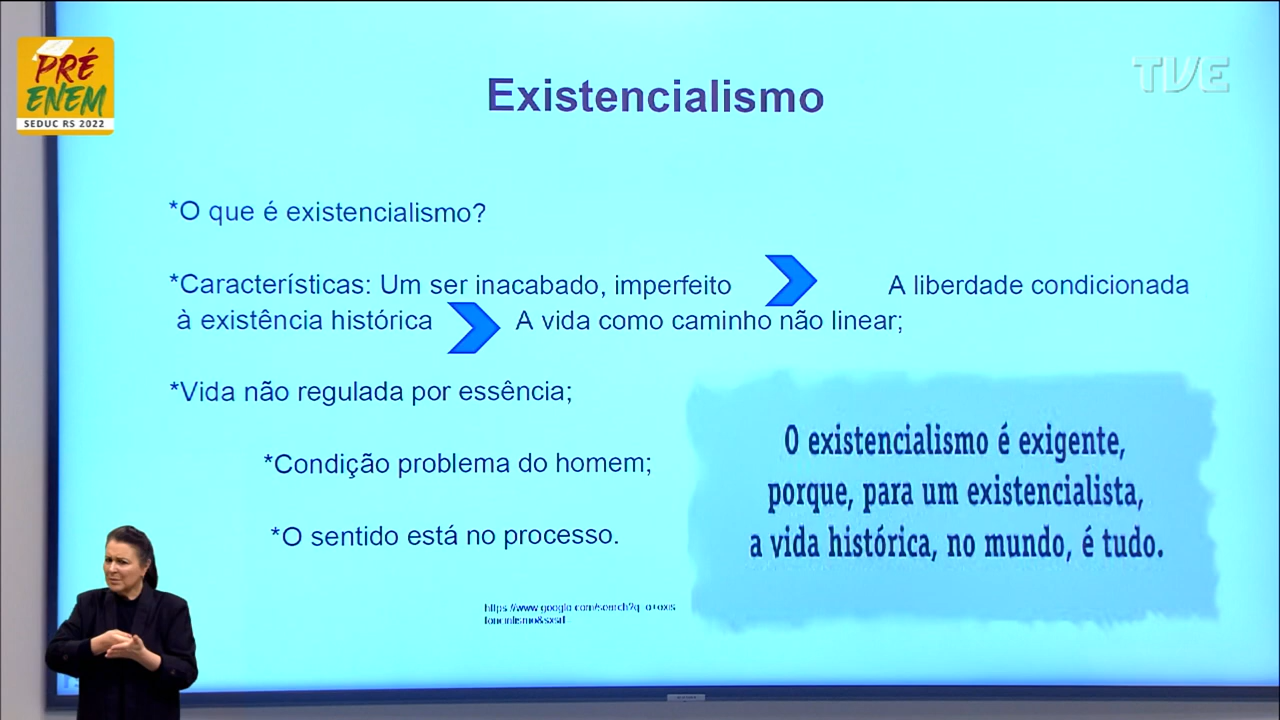 PRÉ
ENEM
SEDUC RS 2022
TVE
Existencialismo
*O que é existencialismo?
*Características: Um ser inacabado, imperfeito A liberdade condicionada
à existência histórica A vida como caminho não linear;
*Vida não regulada por essência;
*Condição problema do homem;
*O sentido está no processo.
O existencialismo é exigente,
porque, para um existencialista,
a vida histórica, no mundo, é tudo.